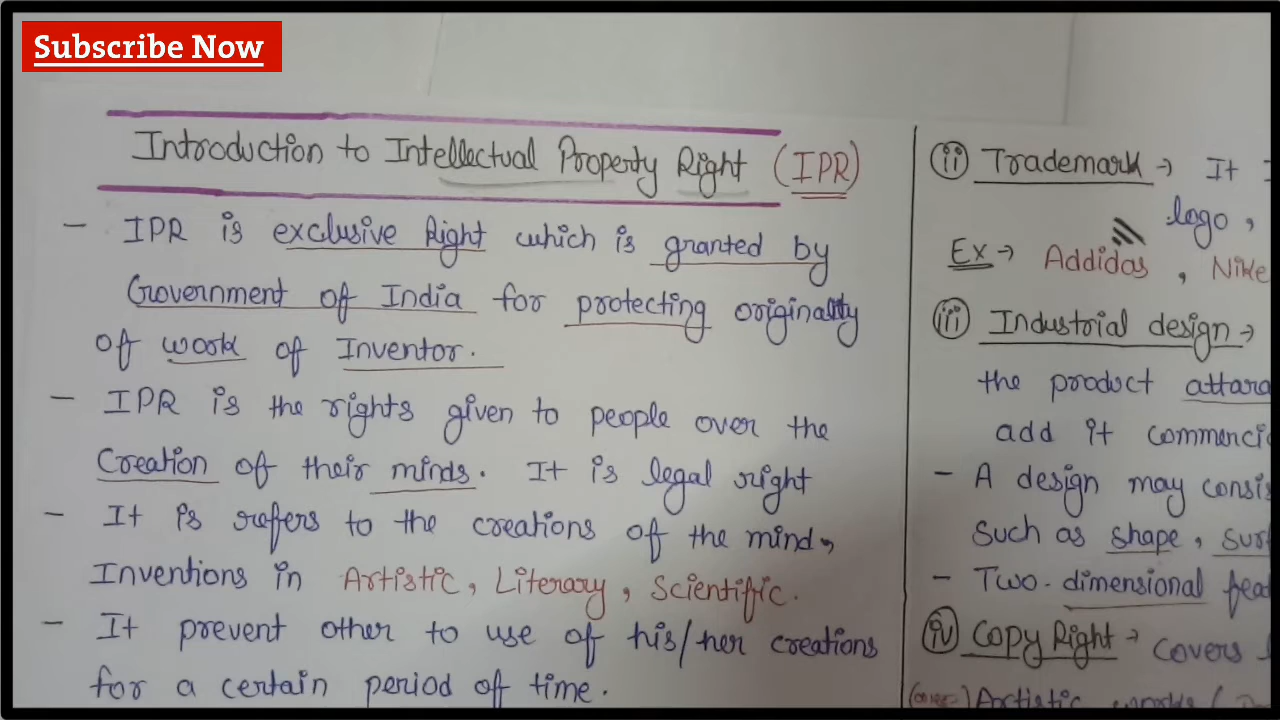 Subscribe Now
Introduction to Intellectual Property Right (IPR)
- IPR is exclusive Right which is granted by
Government of India for protecting originality
of work of Inventor.
- IPR is the rights given to people over the
Creation of their minds. It is legal right
- It is refers to the creations of the mind,
Inventions in Artistic, Literary, Scientific.
- It prevent other to use of his/her creations
for a certain period of time.
(ii) Trademark → It
logo,
Ex → Addidas, Nike
(iii) Industrial design →
the product
add it
- A design may
such as shape,
- Two-dimensional
(iv) Copy Right → covers
Artistic